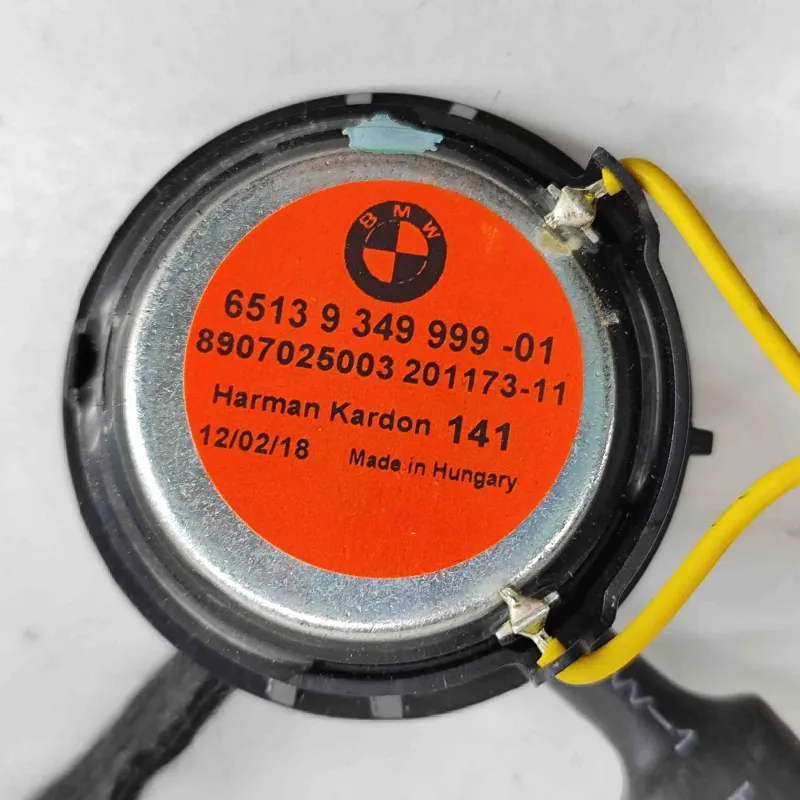 BMW
6513 9 349 999 -01
8907025003 201173-11
Harman Kardon 141
12/02/18 Made in Hungary